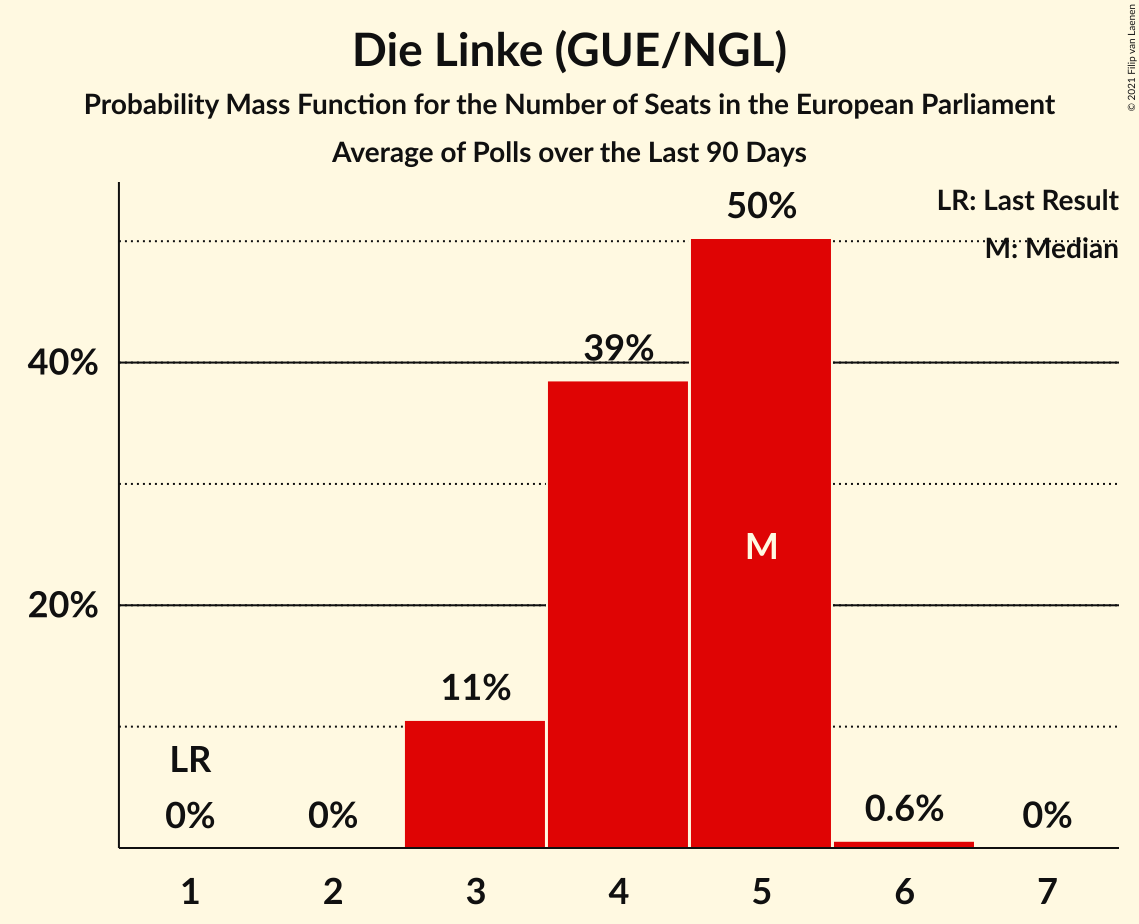 Die Linke (GUE/NGL)
Probability Mass Function for the Number of Seats in the European Parliament
Average of Polls over the Last 90 Days
© 2021 Filip van Laenen
LR: Last Result
M: Median
50%
39%
40%
M
20%
11%
LR
0%
0%
0.6%
0%
1 2 3 4 5 6 7